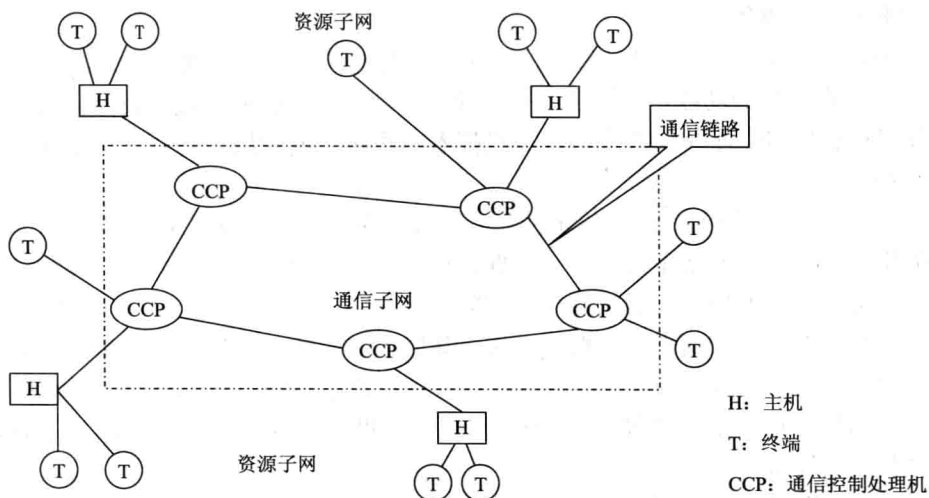 资源子网
T T T T T
H H
通信链路
CCP CCP
T T
通信子网
CCP CCP
CCP T
H
H
T T 资源子网 T T
H：主机
T：终端
CCP：通信控制处理机